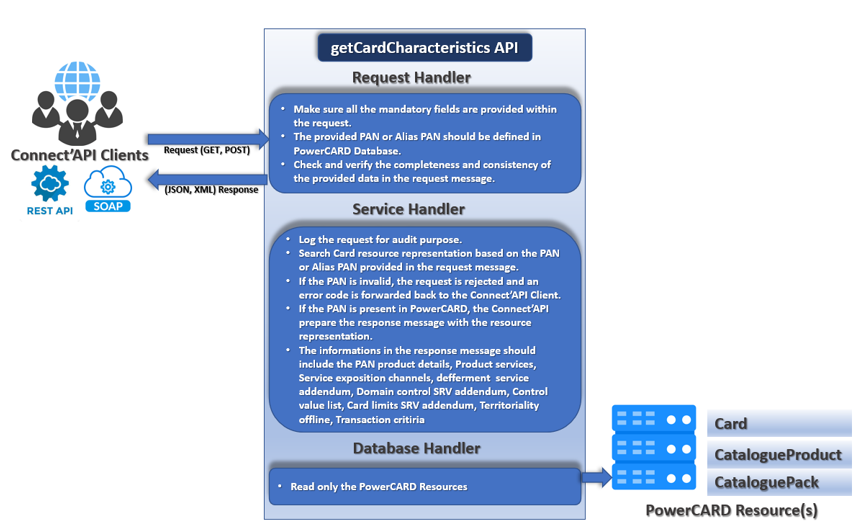 getCardCharacteristics API
Request Handler
• Make sure all the mandatory fields are provided within
the request.
• The provided PAN or Alias PAN should be defined in
PowerCARD Database.
• Check and verify the completeness and consistency of
the provided data in the request message.
Connect'API Clients
Request (GET, POST)
(JSON, XML) Response
REST API
SOAP
Service Handler
• Log the request for audit purpose.
• Search Card resource representation based on the PAN
or Alias PAN provided in the request message.
• If the PAN is invalid, the request is rejected and an
error code is forwarded back to the Connect'API Client.
• If the PAN is present in PowerCARD, the Connect'API
prepare the response message with the resource
representation.
• The informations in the response message should
include the PAN product details, Product services,
Service exposition channels, defferment service
addendum, Domain control SRV addendum, Control
value list, Card limits SRV addendum, Territoriality
offline, Transaction critiria
Database Handler
• Read only the PowerCARD Resources
Card
CatalogueProduct
CataloguePack
PowerCARD Resource(s)